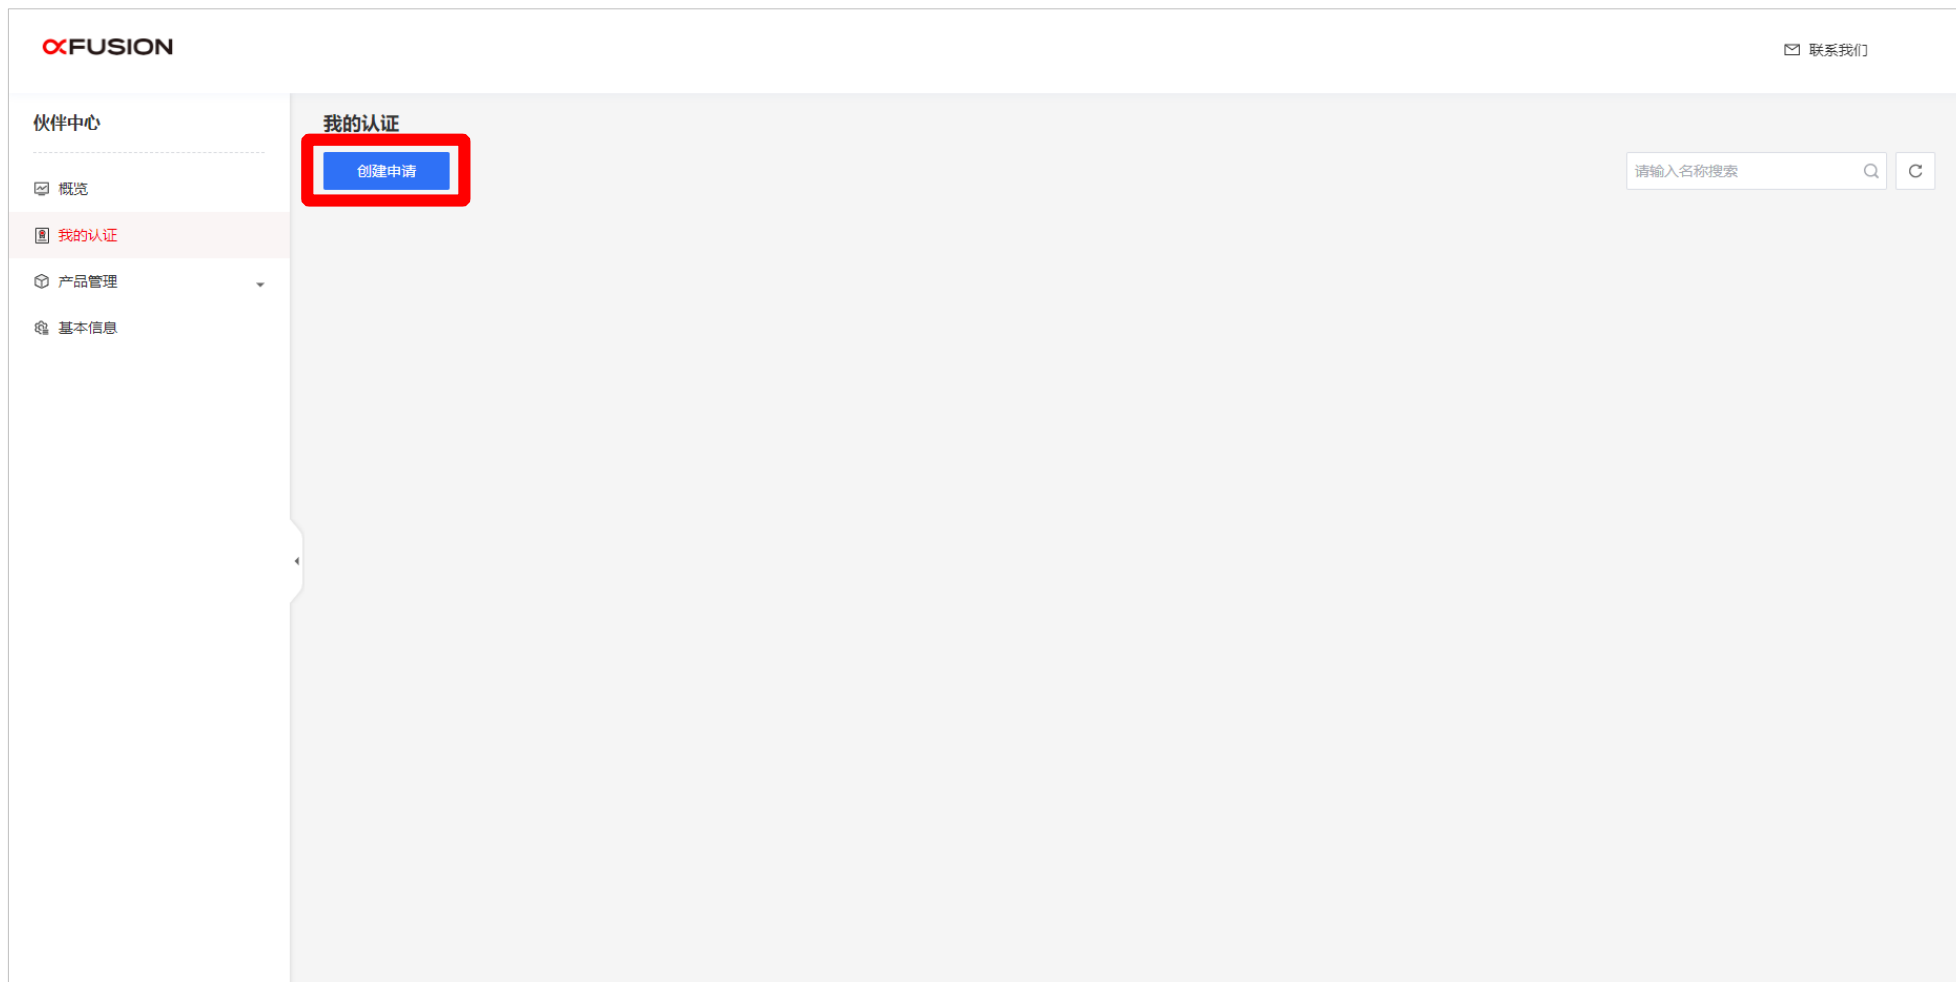 xFUSION
联系我们
伙伴中心
概览
我的认证
产品管理
基本信息
我的认证
创建申请
请输入名称搜索